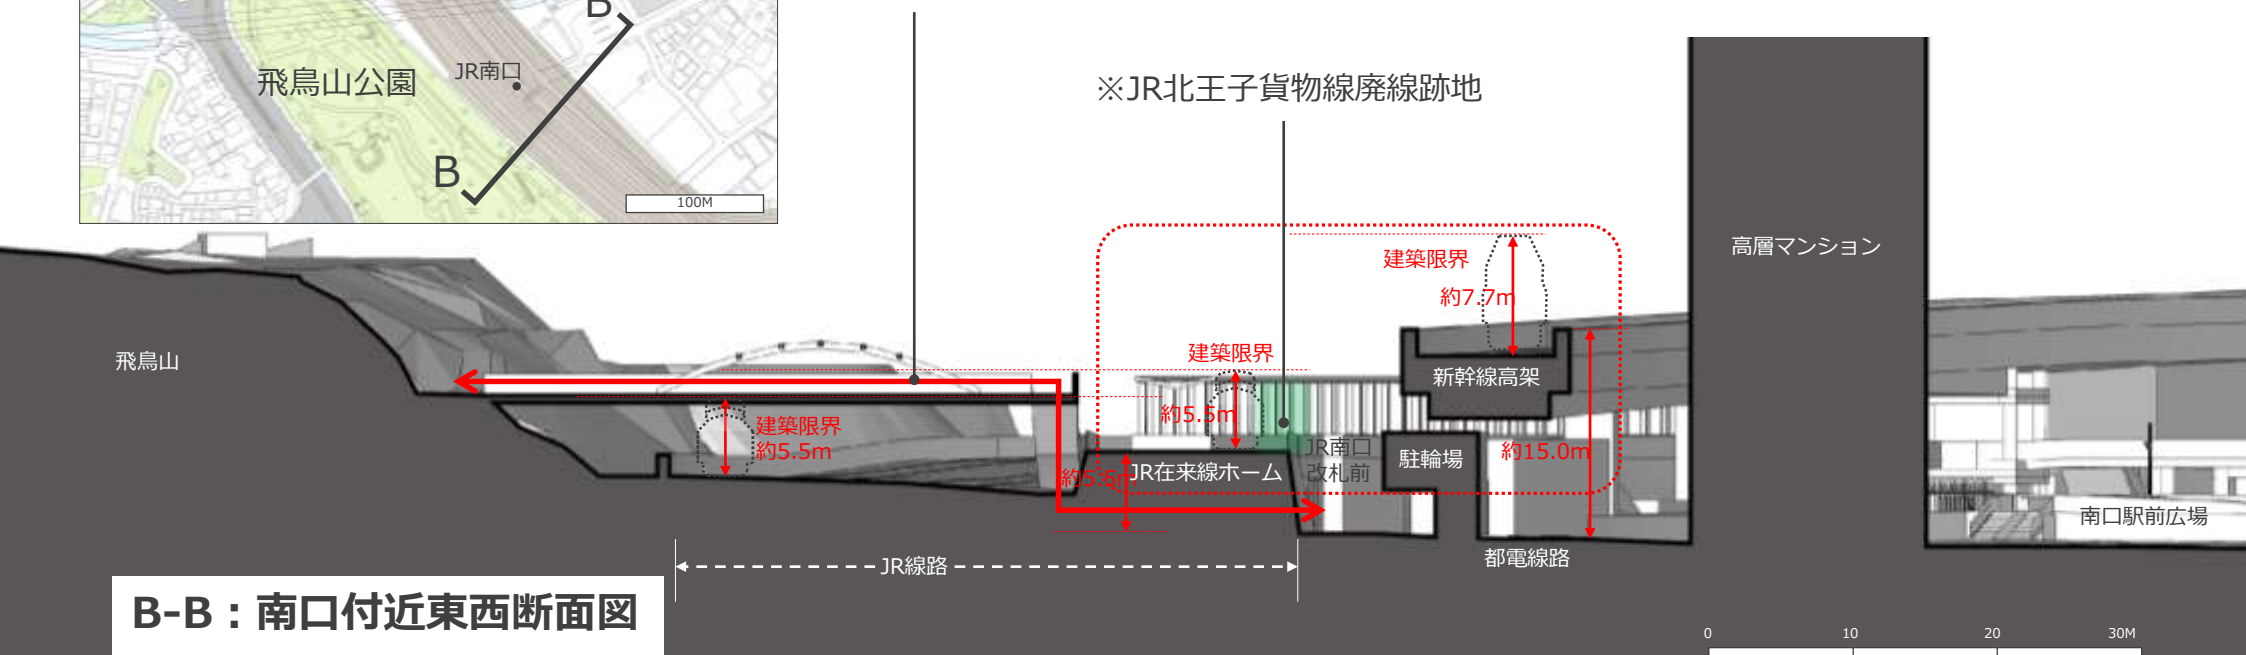 B
飛鳥山公園
JR南口
B
100M
※JR北王子貨物線廃線跡地
建築限界
約7.7m
高層マンション
飛鳥山
建築限界
約5.5m
新幹線高架
建築限界
約5.5m
約5.5m
JR在来線ホーム
JR南口
改札前
駐輪場
約15.0m
南口駅前広場
JR線路
都電線路
B-B：南口付近東西断面図
0 10 20 30M